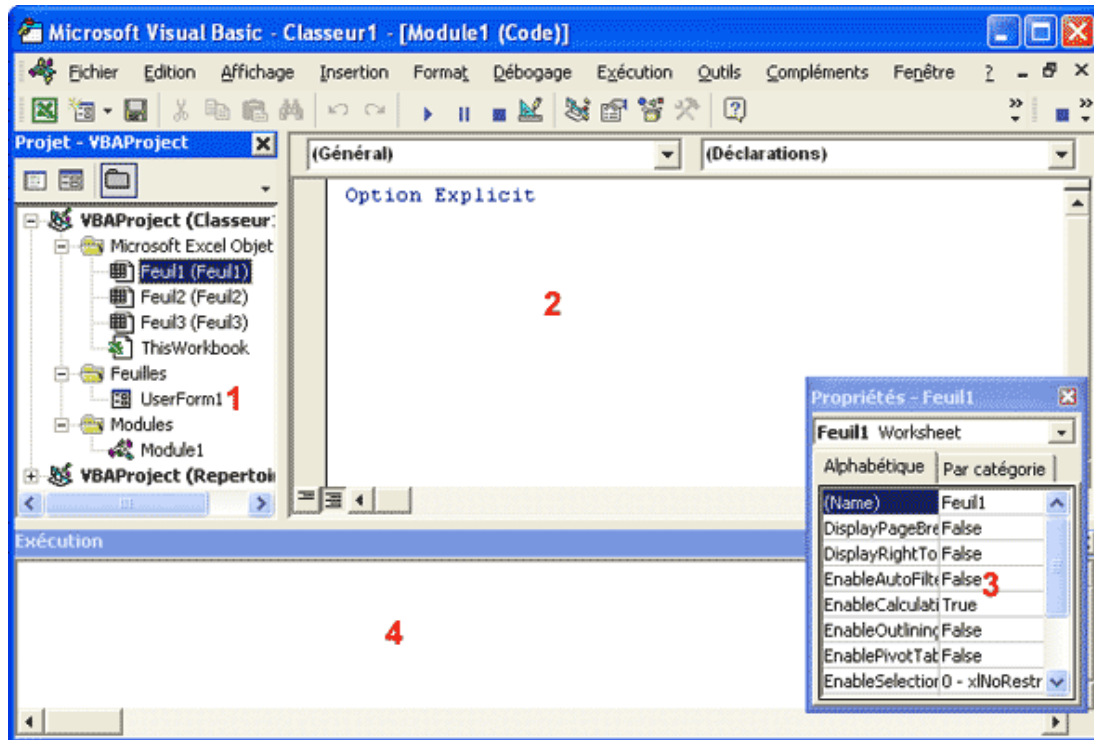 Microsoft Visual Basic - Classeur1 - [Module1 (Code)]
Fichier Edition Affichage Insertion Format Débogage Exécution Outils Compléments Fenêtre ?
Projet - VBAProject
(Général) (Déclarations)
Option Explicit
VBAProject (Classeur
Microsoft Excel Objet
Feuil1 (Feuil1)
Feuil2 (Feuil2)
Feuil3 (Feuil3)
ThisWorkbook
Feuilles
UserForm1 1
Modules
Module1
VBAProject (Repertoi
2
Propriétés - Feuil1
Feuil1 Worksheet
Alphabétique Par catégorie
(Name) Feuil1
DisplayPageBre False
DisplayRightTo False
EnableAutoFilte False 3
EnableCalculati True
EnableOutlining False
EnablePivotTab False
EnableSelection 0 - xlNoRestr
Exécution
4